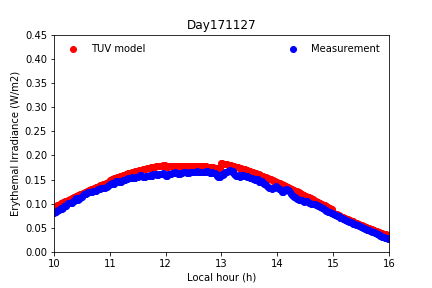 Day171127
TUV model
Measurement
Erythemal Irradiance (W/m2)
0.45
0.40
0.35
0.30
0.25
0.20
0.15
0.10
0.05
0.00
10 11 12 13 14 15 16
Local hour (h)